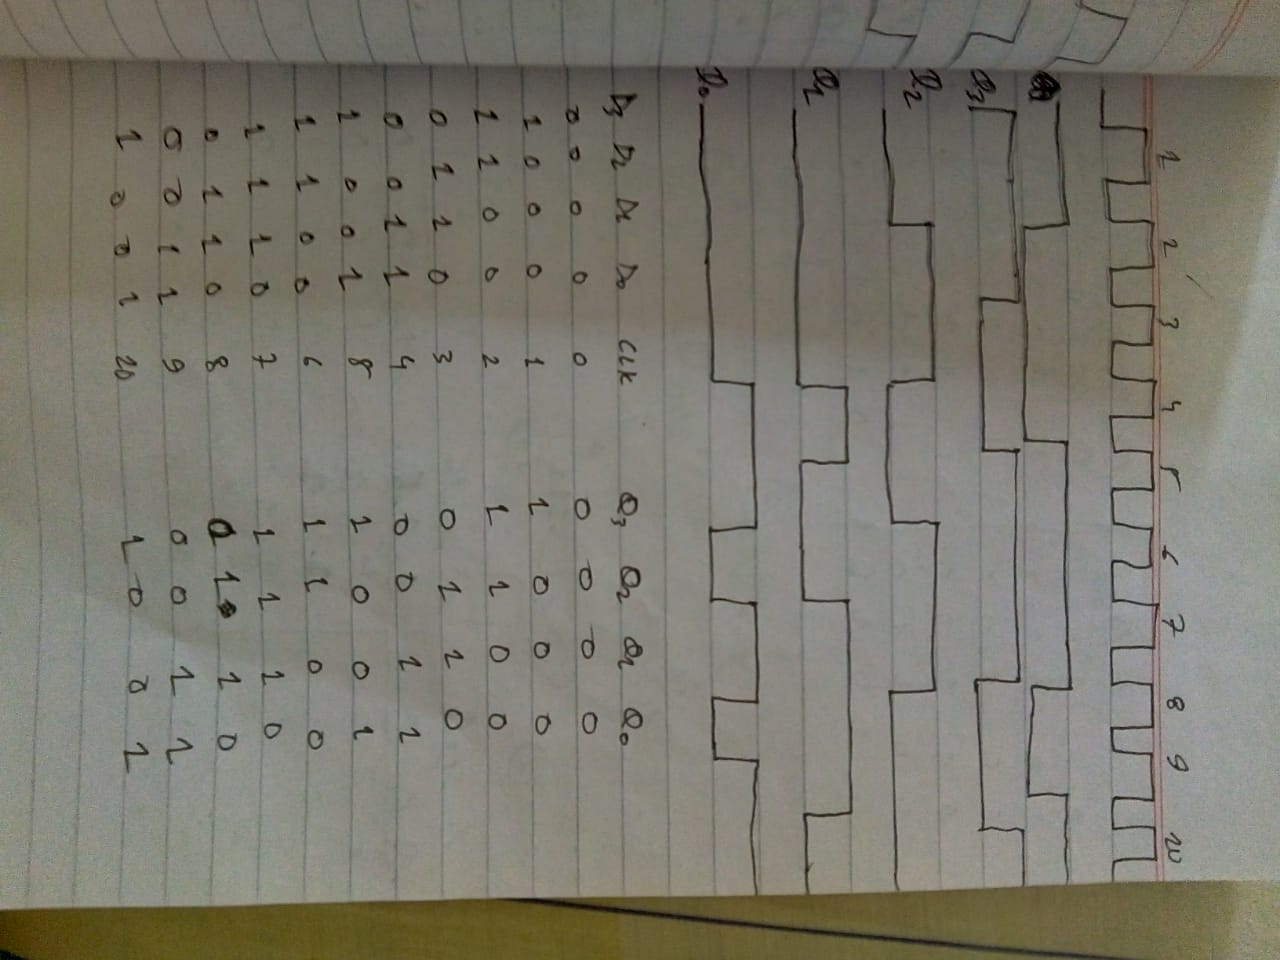 1 2 3 4 5 6 7 8 9 10
Q3
Q2
Q1
Q0
D3 D2 D1 D0 CLK Q3 Q2 Q1 Q0
0 0 0 0 0 0 0 0 0
1 0 0 0 1 1 0 0 0
1 1 0 0 2 1 1 0 0
0 1 1 0 3 0 1 1 0
0 0 1 1 4 0 0 1 1
1 0 0 1 5 1 0 0 1
1 1 0 0 6 1 1 0 0
1 1 1 0 7 1 1 1 0
0 1 1 0 8 0 1 1 0
0 0 1 1 9 0 0 1 1
1 0 0 1 10 1 0 0 1